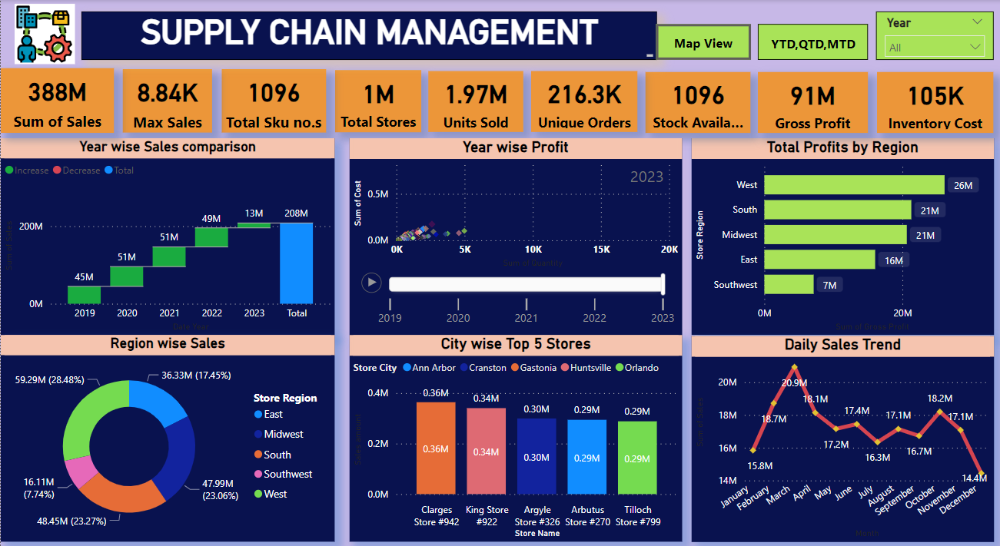 SUPPLY CHAIN MANAGEMENT
Map View
YTD,QTD,MTD
Year
All
388M
Sum of Sales
8.84K
Max Sales
1096
Total Sku no.s
1M
Total Stores
1.97M
Units Sold
216.3K
Unique Orders
1096
Stock Availa...
91M
Gross Profit
105K
Inventory Cost
Year wise Sales comparison
Increase Decrease Total
Sum of Sales
200M
0M
45M
51M
51M
49M
13M
208M
2019 2020 2021 2022 2023 Total
Date Year
Year wise Profit
2023
Sum of Cost
0.5M
0.0M
0K 5K 10K 15K 20K
Sum of Quantity
2019 2020 2021 2022 2023
Total Profits by Region
Store Region
West 26M
South 21M
Midwest 21M
East 16M
Southwest 7M
0M 20M
Sum of Gross Profit
Region wise Sales
59.29M (28.48%)
36.33M (17.45%)
16.11M
(7.74%)
47.99M
(23.06%)
48.45M (23.27%)
Store Region
East
Midwest
South
Southwest
West
City wise Top 5 Stores
Store City Ann Arbor Cranston Gastonia Huntsville Orlando
Sales amount
0.4M
0.2M
0.0M
0.36M 0.34M 0.30M 0.29M 0.29M
0.36M 0.34M 0.30M 0.29M 0.29M
Clarges King Store Argyle Arbutus Tilloch
Store #942 #922 Store #326 Store #270 Store #799
Store Name
Daily Sales Trend
Sum of Sales
20M
18M
16M
14M
15.8M
18.7M
20.9M
18.1M
17.2M
17.4M
16.3M
17.1M
16.7M
18.2M
17.1M
14.4M
January
February
March
April
May
June
July
August
September
October
November
December
Month